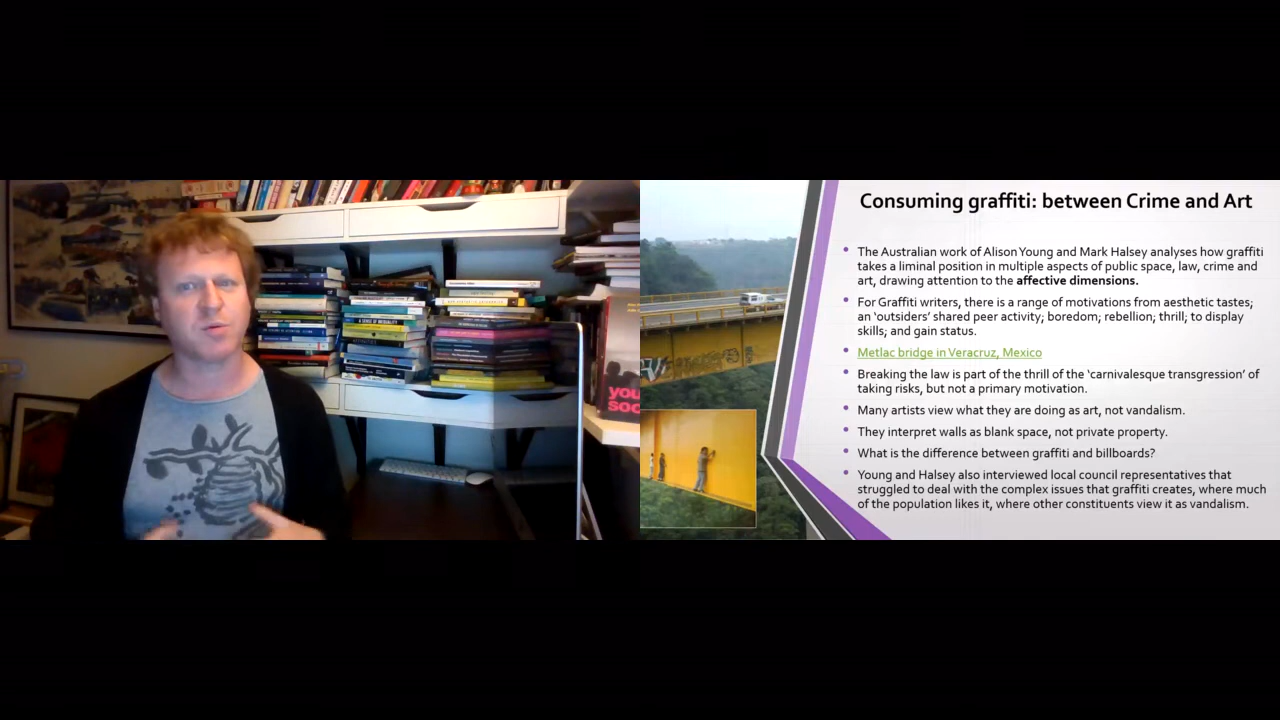 Consuming graffiti: between Crime and Art
The Australian work of Alison Young and Mark Halsey analyses how graffiti
takes a liminal position in multiple aspects of public space, law, crime and
art, drawing attention to the affective dimensions.
For Graffiti writers, there is a range of motivations from aesthetic tastes;
an ‘outsiders’ shared peer activity; boredom; rebellion; thrill; to display
skills; and gain status.
Metlac bridge in Veracruz, Mexico
Breaking the law is part of the thrill of the ‘carnivalesque transgression’ of
taking risks, but not a primary motivation.
Many artists view what they are doing as art, not vandalism.
They interpret walls as blank space, not private property.
What is the difference between graffiti and billboards?
Young and Halsey also interviewed local council representatives that
struggled to deal with the complex issues that graffiti creates, where much
of the population likes it, where other constituents view it as vandalism.
you
soc